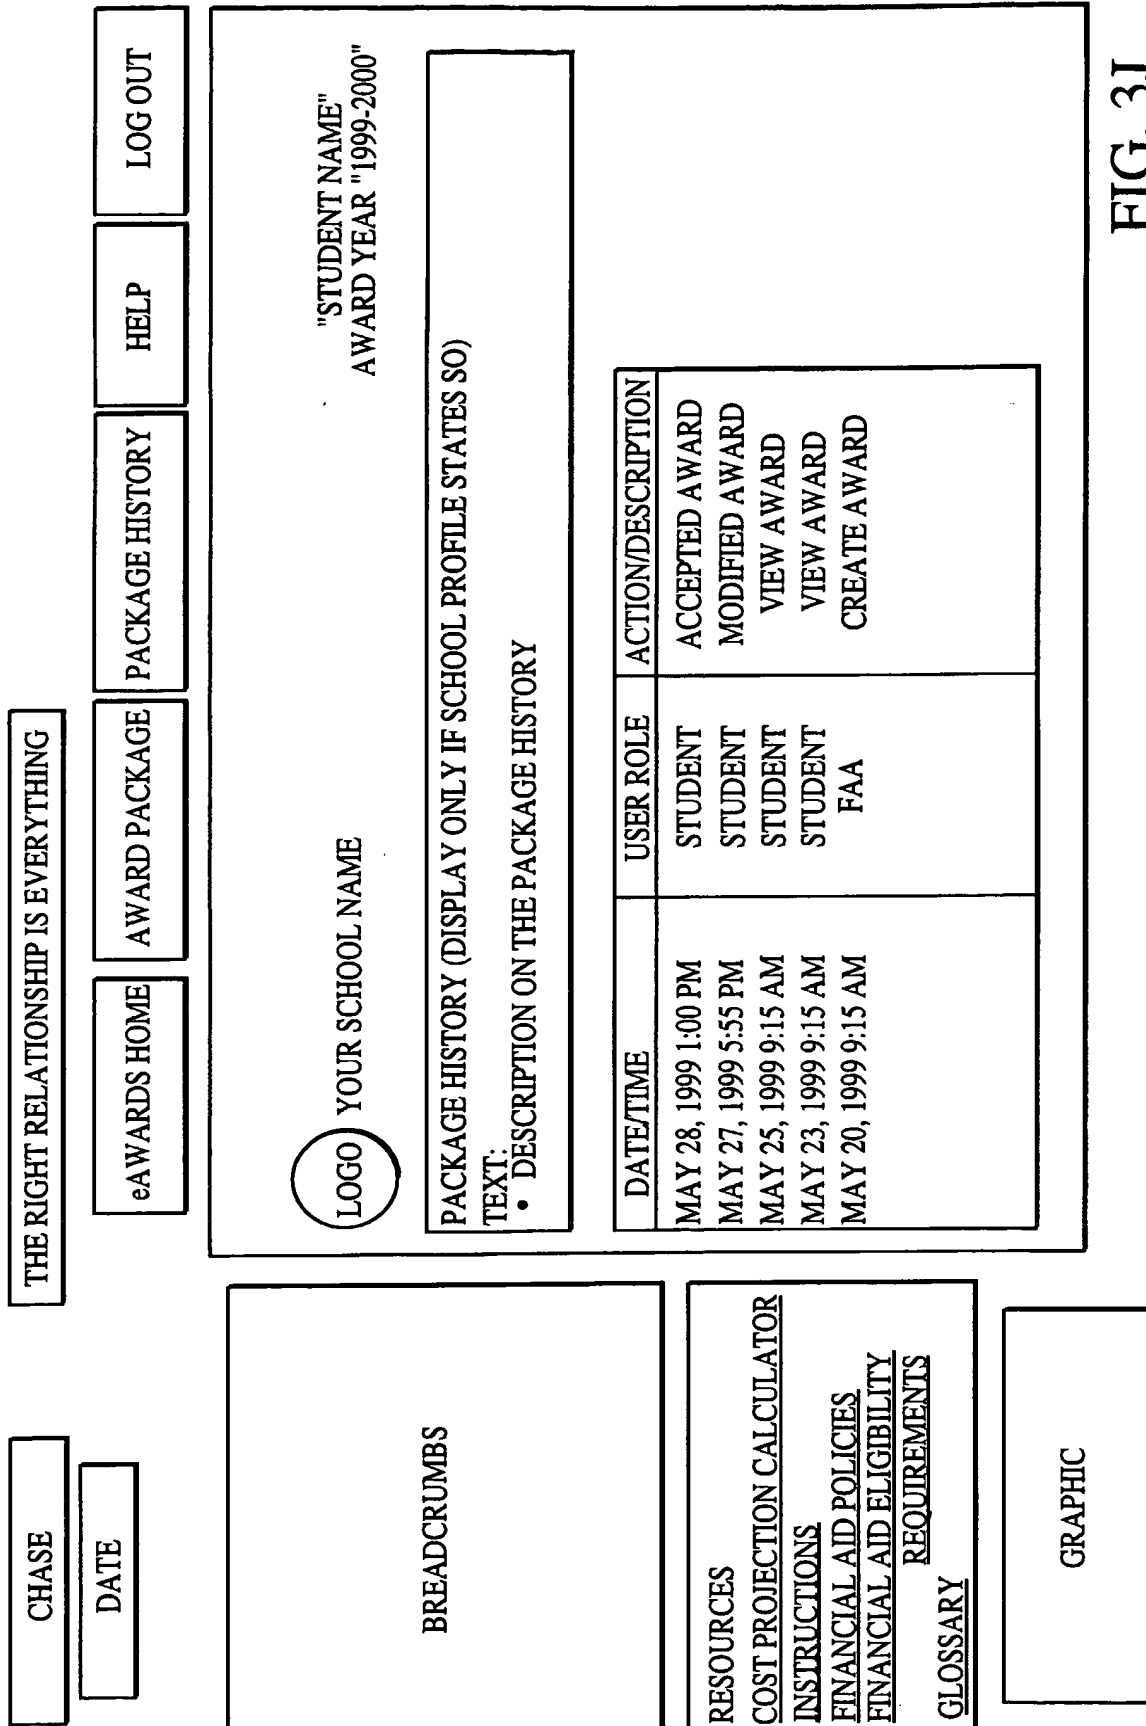 CHASE
THE RIGHT RELATIONSHIP IS EVERYTHING
DATE
eAWARDS HOME
AWARD PACKAGE
PACKAGE HISTORY
HELP
LOG OUT
BREADCRUMBS
RESOURCES
COST PROJECTION CALCULATOR
INSTRUCTIONS
FINANCIAL AID POLICIES
FINANCIAL AID ELIGIBILITY
REQUIREMENTS
GLOSSARY
GRAPHIC
LOGO YOUR SCHOOL NAME
"STUDENT NAME"
AWARD YEAR "1999-2000"
PACKAGE HISTORY (DISPLAY ONLY IF SCHOOL PROFILE STATES SO)
TEXT:
• DESCRIPTION ON THE PACKAGE HISTORY
DATE/TIME USER ROLE ACTION/DESCRIPTION
MAY 28, 1999 1:00 PM STUDENT ACCEPTED AWARD
MAY 27, 1999 5:55 PM STUDENT MODIFIED AWARD
MAY 25, 1999 9:15 AM STUDENT VIEW AWARD
MAY 23, 1999 9:15 AM STUDENT VIEW AWARD
MAY 20, 1999 9:15 AM FAA CREATE AWARD
FIG.